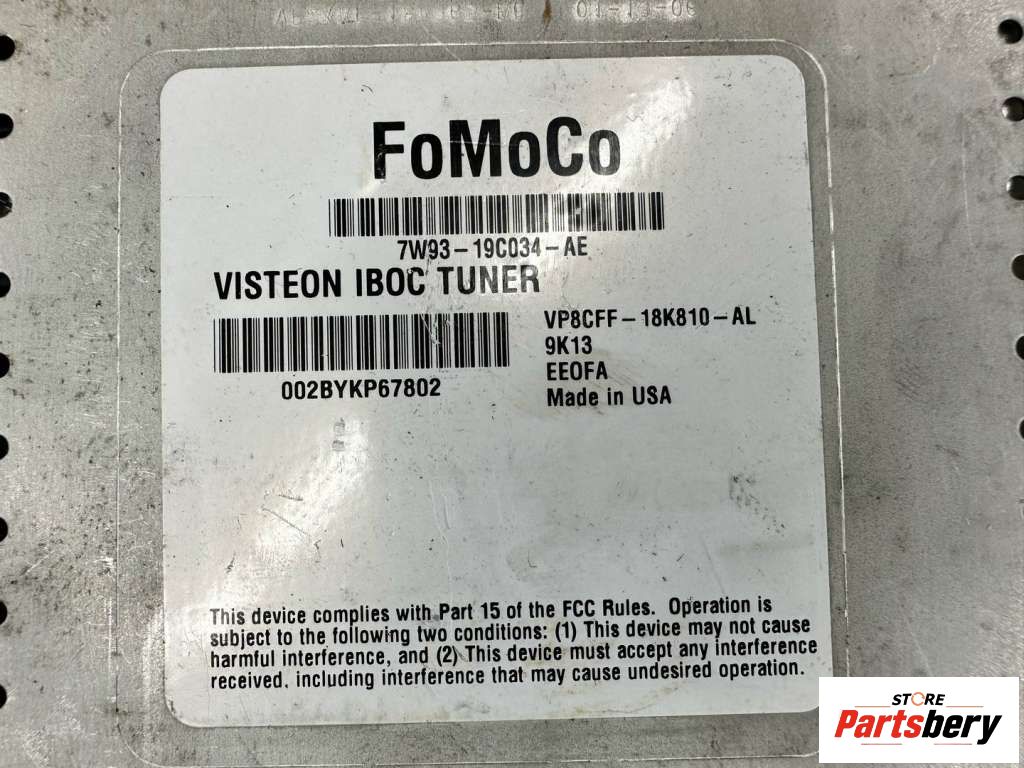 FoMoCo
7W93-19C034-AE
VISTEON IBOC TUNER
VP8CFF-18K810-AL
9K13
EEOFA
Made in USA
002BYKP67802
This device complies with Part 15 of the FCC Rules. Operation is
subject to the following two conditions: (1) This device may not cause
harmful interference, and (2) This device must accept any interference
received, including interference that may cause undesired operation.
STORE
Partsbery